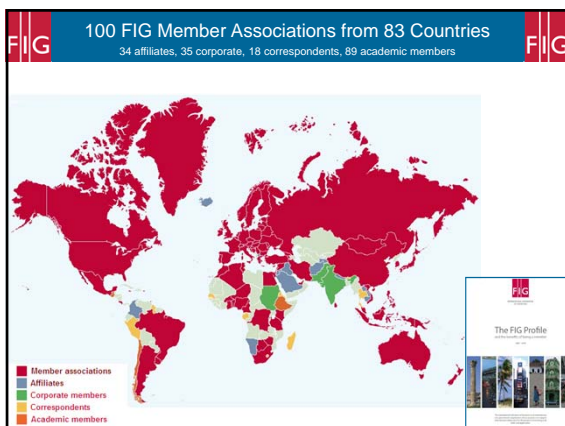 FIG
100 FIG Member Associations from 83 Countries
34 affiliates, 35 corporate, 18 correspondents, 89 academic members
FIG
Member associations
Affiliates
Corporate members
Correspondents
Academic members
FIG
The FIG Profile